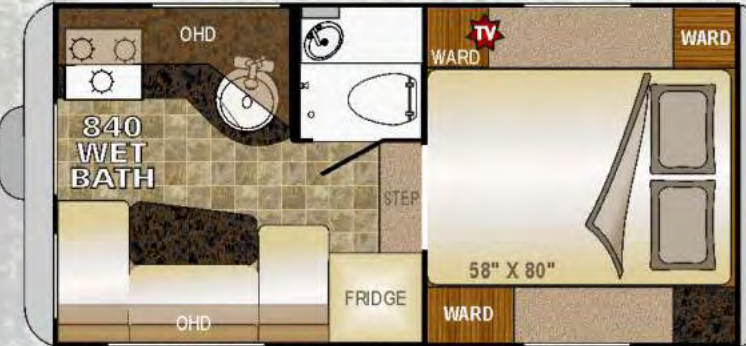 OHD
TV
WARD
WARD
840
WET
BATH
STEP
58" X 80"
FRIDGE
WARD
OHD